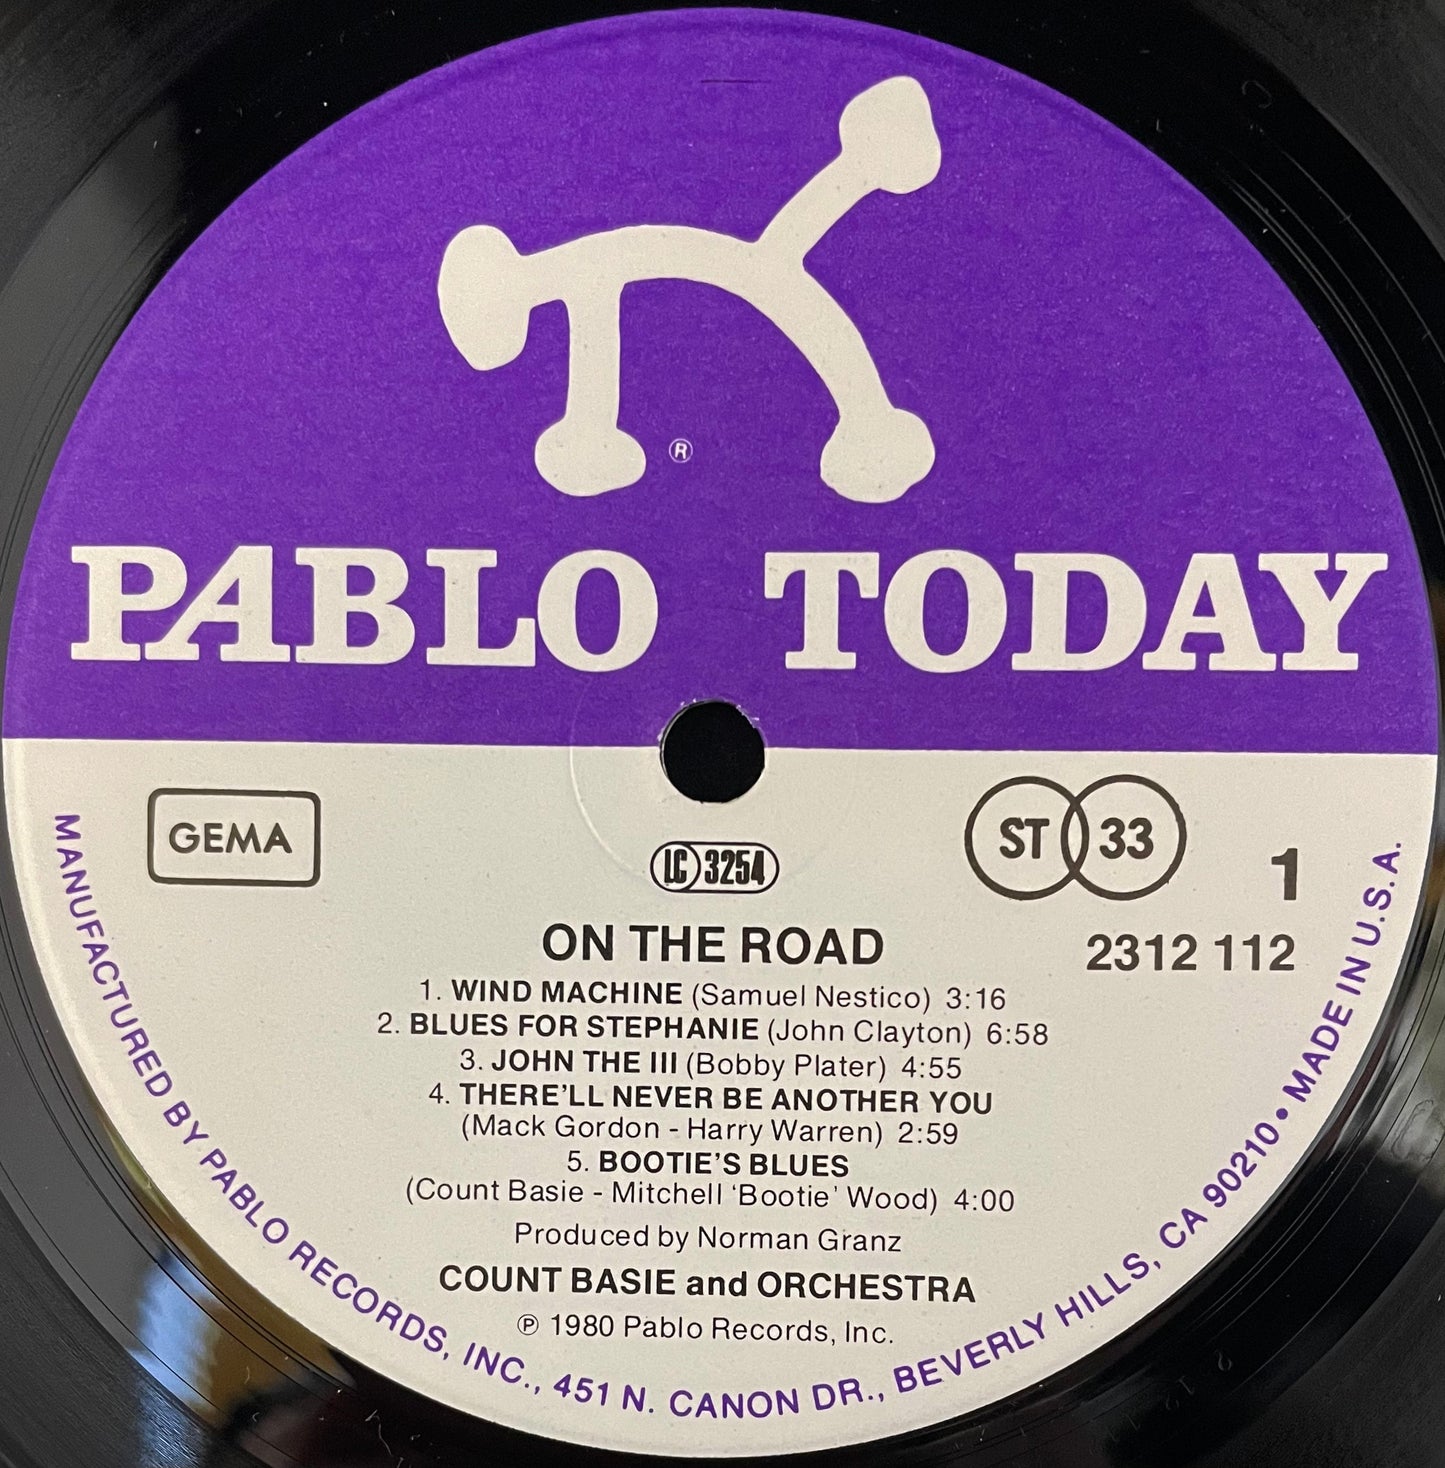 ®
PABLO TODAY
GEMA
LC 3254
ST 33
1
2312 112
ON THE ROAD
1. WIND MACHINE (Samuel Nestico) 3:16
2. BLUES FOR STEPHANIE (John Clayton) 6:58
3. JOHN THE III (Bobby Plater) 4:55
4. THERE'LL NEVER BE ANOTHER YOU
(Mack Gordon - Harry Warren) 2:59
5. BOOTIE'S BLUES
(Count Basie - Mitchell 'Bootie' Wood) 4:00
Produced by Norman Granz
COUNT BASIE and ORCHESTRA
℗ 1980 Pablo Records, Inc.
MANUFACTURED BY PABLO RECORDS, INC., 451 N. CANON DR., BEVERLY HILLS, CA 90210 • MADE IN U.S.A.